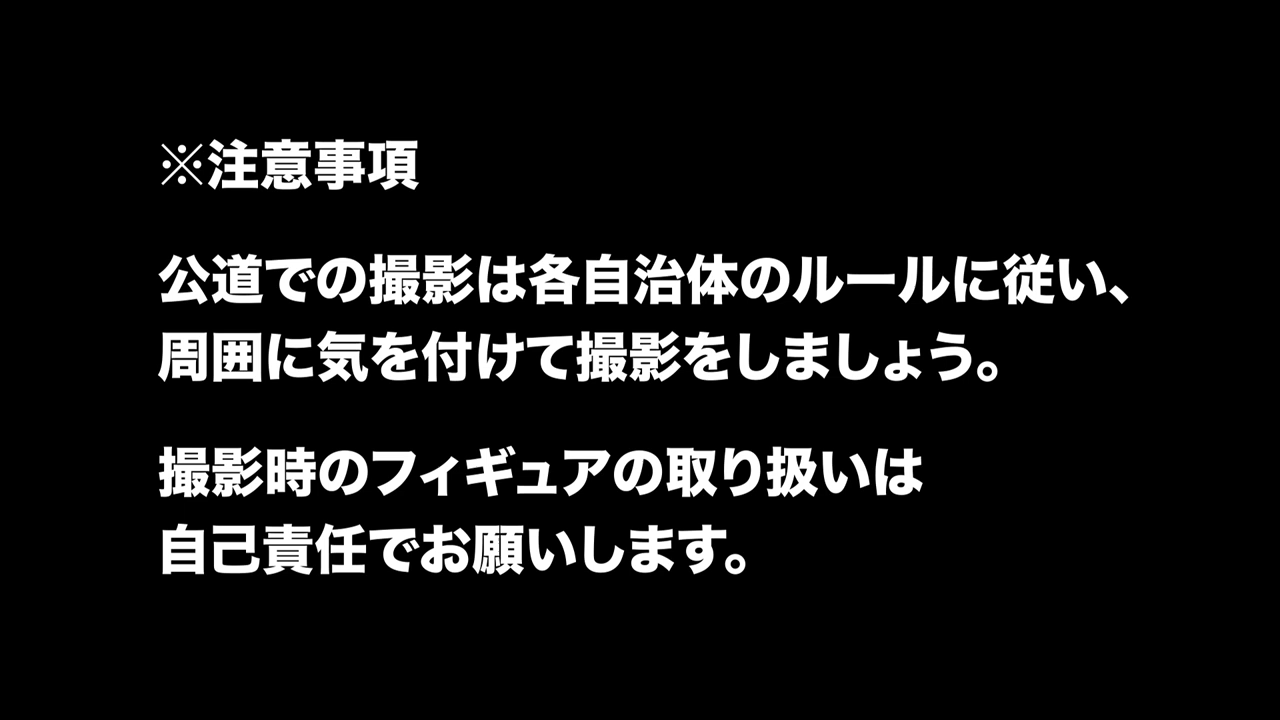 ※注意事項
公道での撮影は各自治体のルールに従い、
周囲に気を付けて撮影をしましょう。
撮影時のフィギュアの取り扱いは
自己責任でお願いします。